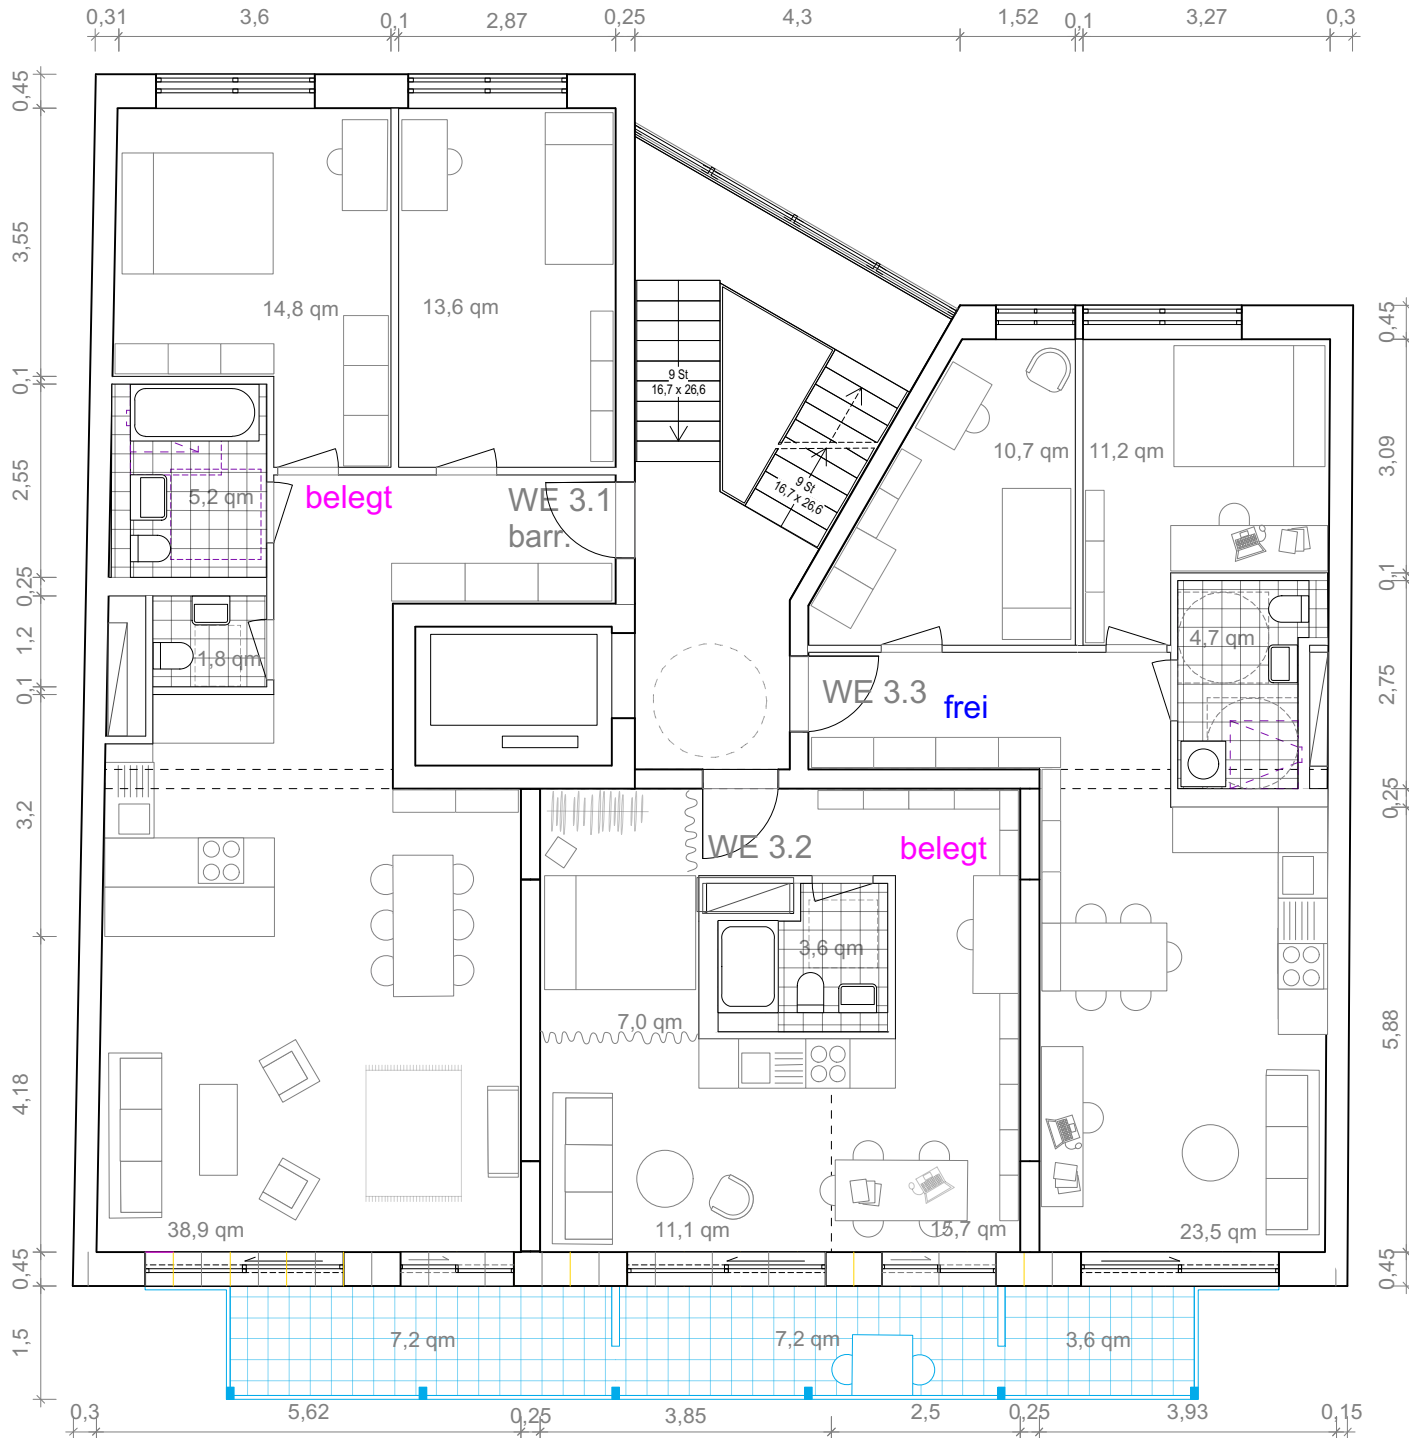 0,31 3,6 0,1 2,87 0,25 4,3 1,52 0,1 3,27 0,3
0,45
3,55
0,1
2,55
0,25
1,2
0,1
3,2
4,18
0,45
1,5
14,8 qm
13,6 qm
9 St
16,7 x 26,6
9 St
16,7 x 26,6
10,7 qm
11,2 qm
5,2 qm
belegt
WE 3.1
barr.
1,8 qm
4,7 qm
WE 3.3
frei
WE 3.2
belegt
3,6 qm
7,0 qm
38,9 qm
11,1 qm
15,7 qm
23,5 qm
7,2 qm
7,2 qm
3,6 qm
0,45
3,09
0,1
2,75
0,25
5,88
0,45
0,3 5,62 0,25 3,85 2,5 0,25 3,93 0,15